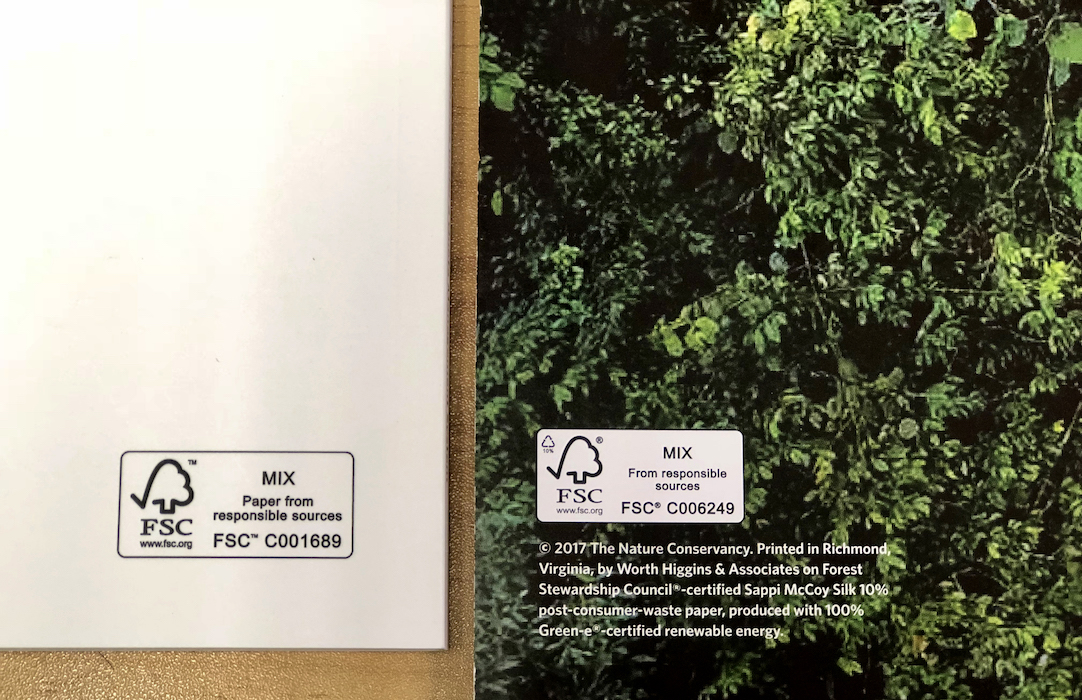 MIX
Paper from
responsible sources
FSC™ C001689
™
FSC
www.fsc.org
10%
®
FSC
www.fsc.org
MIX
From responsible
sources
FSC® C006249
© 2017 The Nature Conservancy. Printed in Richmond,
Virginia, by Worth Higgins & Associates on Forest
Stewardship Council®-certified Sappi McCoy Silk 10%
post-consumer-waste paper, produced with 100%
Green-e®-certified renewable energy.